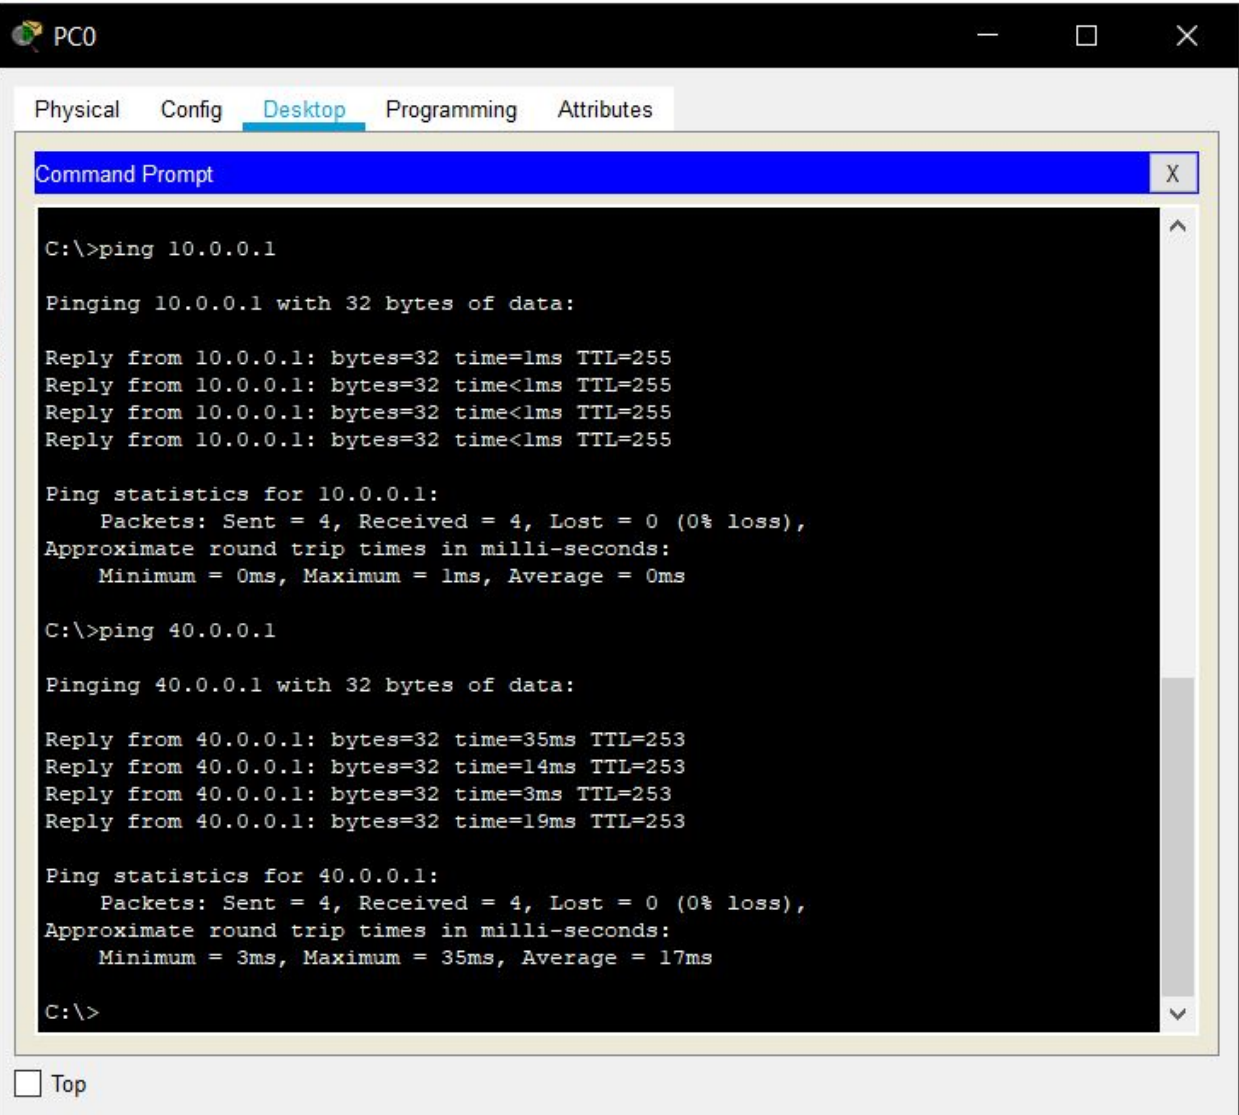 PC0
Physical Config Desktop Programming Attributes
Command Prompt
X
C:\>ping 10.0.0.1
Pinging 10.0.0.1 with 32 bytes of data:
Reply from 10.0.0.1: bytes=32 time=1ms TTL=255
Reply from 10.0.0.1: bytes=32 time<1ms TTL=255
Reply from 10.0.0.1: bytes=32 time<1ms TTL=255
Reply from 10.0.0.1: bytes=32 time<1ms TTL=255
Ping statistics for 10.0.0.1:
Packets: Sent = 4, Received = 4, Lost = 0 (0% loss),
Approximate round trip times in milli-seconds:
Minimum = 0ms, Maximum = 1ms, Average = 0ms
C:\>ping 40.0.0.1
Pinging 40.0.0.1 with 32 bytes of data:
Reply from 40.0.0.1: bytes=32 time=35ms TTL=253
Reply from 40.0.0.1: bytes=32 time=14ms TTL=253
Reply from 40.0.0.1: bytes=32 time=3ms TTL=253
Reply from 40.0.0.1: bytes=32 time=19ms TTL=253
Ping statistics for 40.0.0.1:
Packets: Sent = 4, Received = 4, Lost = 0 (0% loss),
Approximate round trip times in milli-seconds:
Minimum = 3ms, Maximum = 35ms, Average = 17ms
C:\>
Top